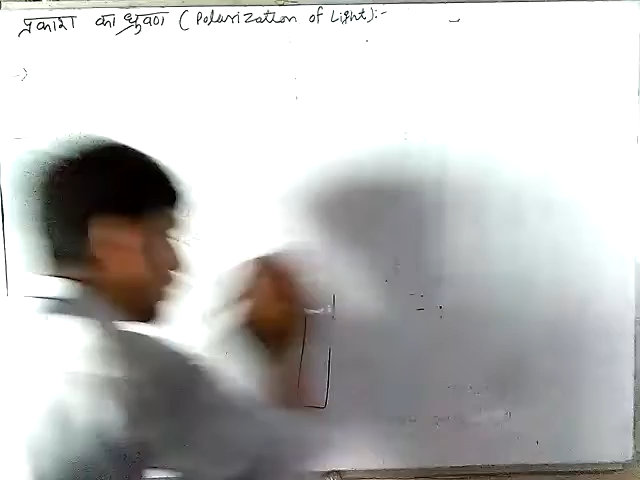 प्रकाश का ध्रुवण (Polarization of Light):-
->